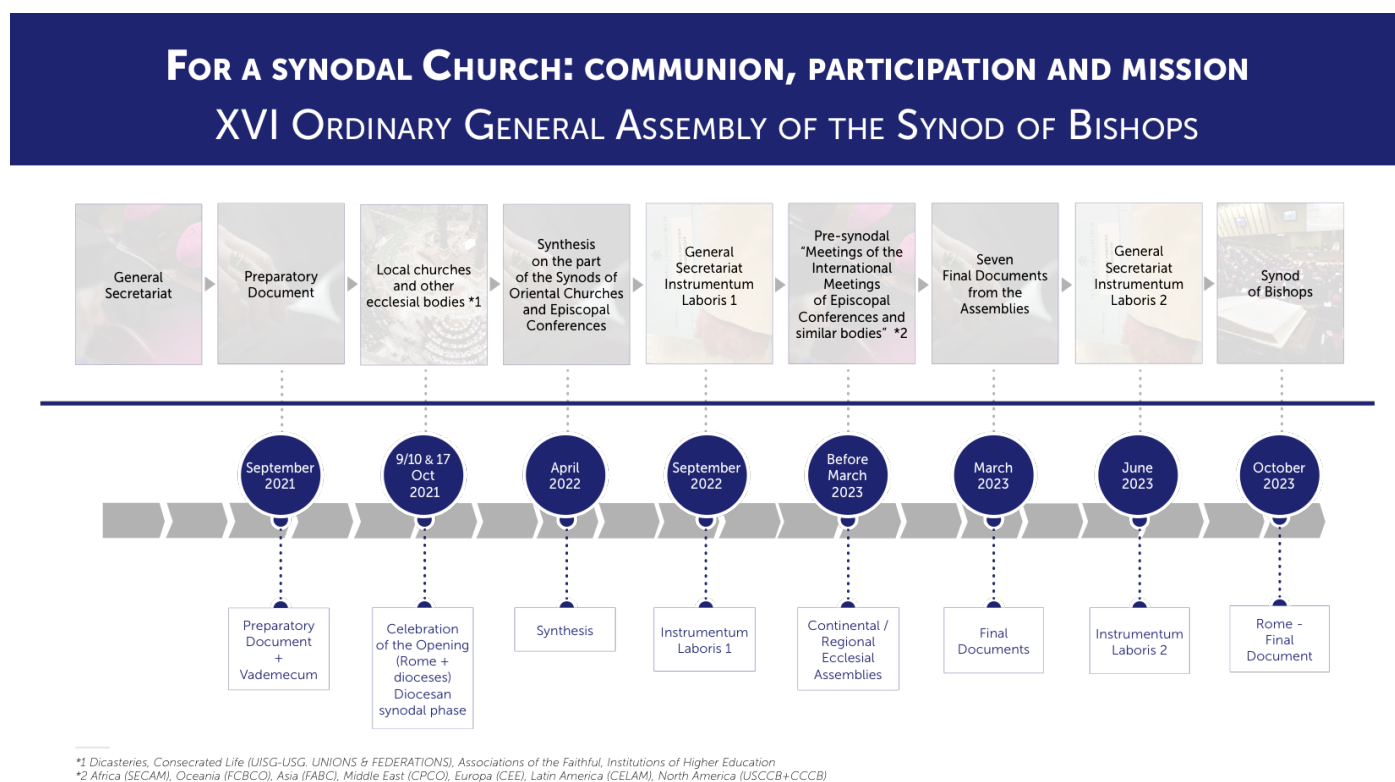 FOR A SYNODAL CHURCH: COMMUNION, PARTICIPATION AND MISSION
XVI ORDINARY GENERAL ASSEMBLY OF THE SYNOD OF BISHOPS
General
Secretariat
Preparatory
Document
Local churches
and other
ecclesial bodies *1
Synthesis
on the part
of the Synods of
Oriental Churches
and Episcopal
Conferences
General
Secretariat
Instrumentum
Laboris 1
Pre-synodal
“Meetings of the
International
Meetings
of Episcopal
Conferences and
similar bodies” *2
Seven
Final Documents
from the
Assemblies
General
Secretariat
Instrumentum
Laboris 2
Synod
of Bishops
September
2021
9/10 & 17
Oct
2021
April
2022
September
2022
Before
March
2023
March
2023
June
2023
October
2023
Preparatory
Document
+
Vademecum
Celebration
of the Opening
(Rome +
dioceses)
Diocesan
synodal phase
Synthesis
Instrumentum
Laboris 1
Continental /
Regional
Ecclesial
Assemblies
Final
Documents
Instrumentum
Laboris 2
Rome -
Final
Document
*1 Dicasteries, Consecrated Life (UISG-USG. UNIONS & FEDERATIONS), Associations of the Faithful, Institutions of Higher Education
*2 Africa (SECAM), Oceania (FCBCO), Asia (FABC), Middle East (CPCO), Europa (CEE), Latin America (CELAM), North America (USCCB+CCCB)